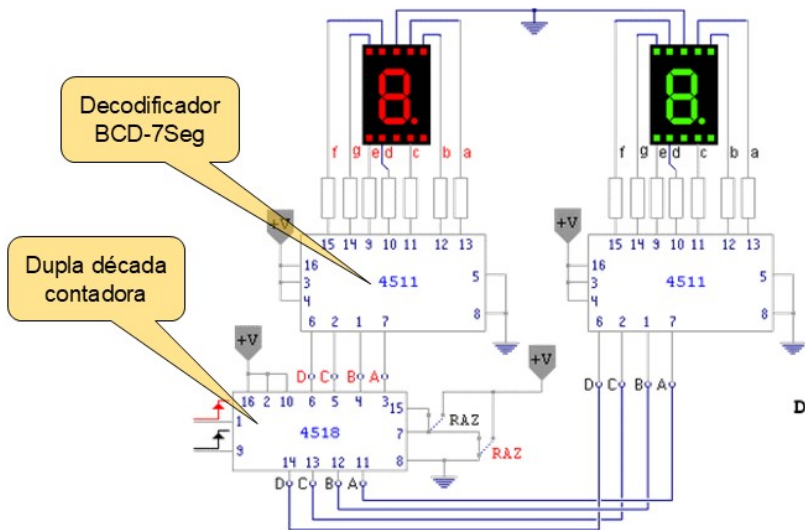 Decodificador
BCD-7Seg
Dupla década
contadora
f g e d c b a
f g e d c b a
+V
15 14 9 10 11 12 13
16
3
4
4511
5
8
6 2 1 7
+V
15 14 9 10 11 12 13
16
3
4
4511
5
8
6 2 1 7
D C B A
D C B A
+V
+V
16 2 10 6 5 4 3
1
9
4518
15
7
8
RAZ
RAZ
14 13 12 11
D C B A
D